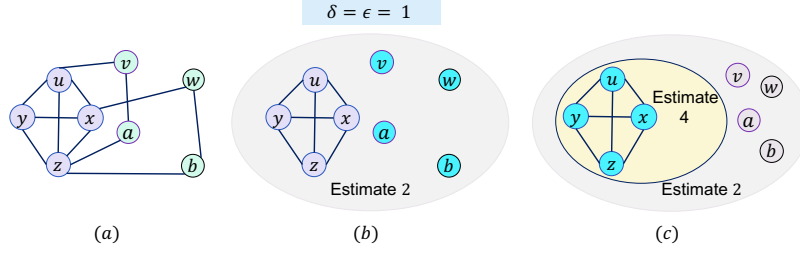 δ = ϵ = 1
u
v
w
y
x
a
z
b
(a)
u
v
w
y
x
a
z
b
Estimate 2
(b)
u
v
w
y
x
Estimate
4
a
z
b
Estimate 2
(c)